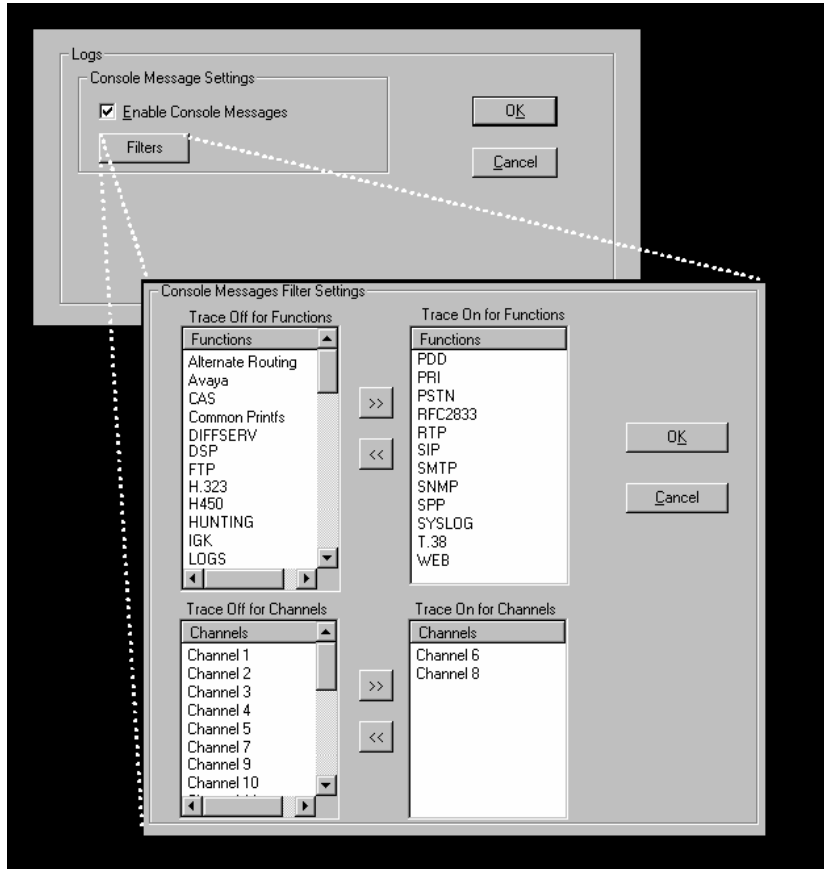 Logs
Console Message Settings
Enable Console Messages
OK
Filters
Cancel
Console Messages Filter Settings
Trace Off for Functions
Functions
Alternate Routing
Avaya
CAS
Common Printfs
DIFFSERV
DSP
FTP
H.323
H450
HUNTING
IGK
LOGS
>>
<<
Trace On for Functions
Functions
PDD
PRI
PSTN
RFC2833
RTP
SIP
SMTP
SNMP
SPP
SYSLOG
T.38
WEB
OK
Cancel
Trace Off for Channels
Channels
Channel 1
Channel 2
Channel 3
Channel 4
Channel 5
Channel 7
Channel 9
Channel 10
>>
<<
Trace On for Channels
Channels
Channel 6
Channel 8